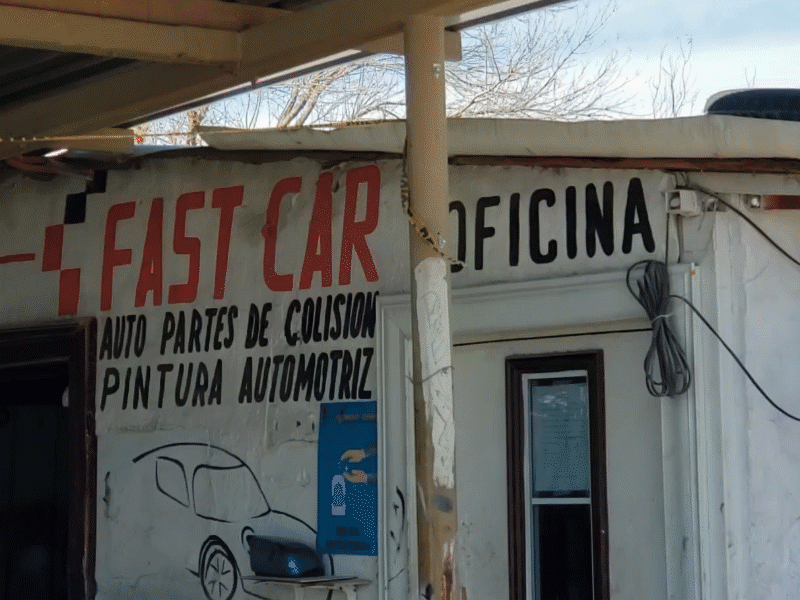 FAST CAR
AUTO PARTES DE COLISION
PINTURA AUTOMOTRIZ
OFICINA